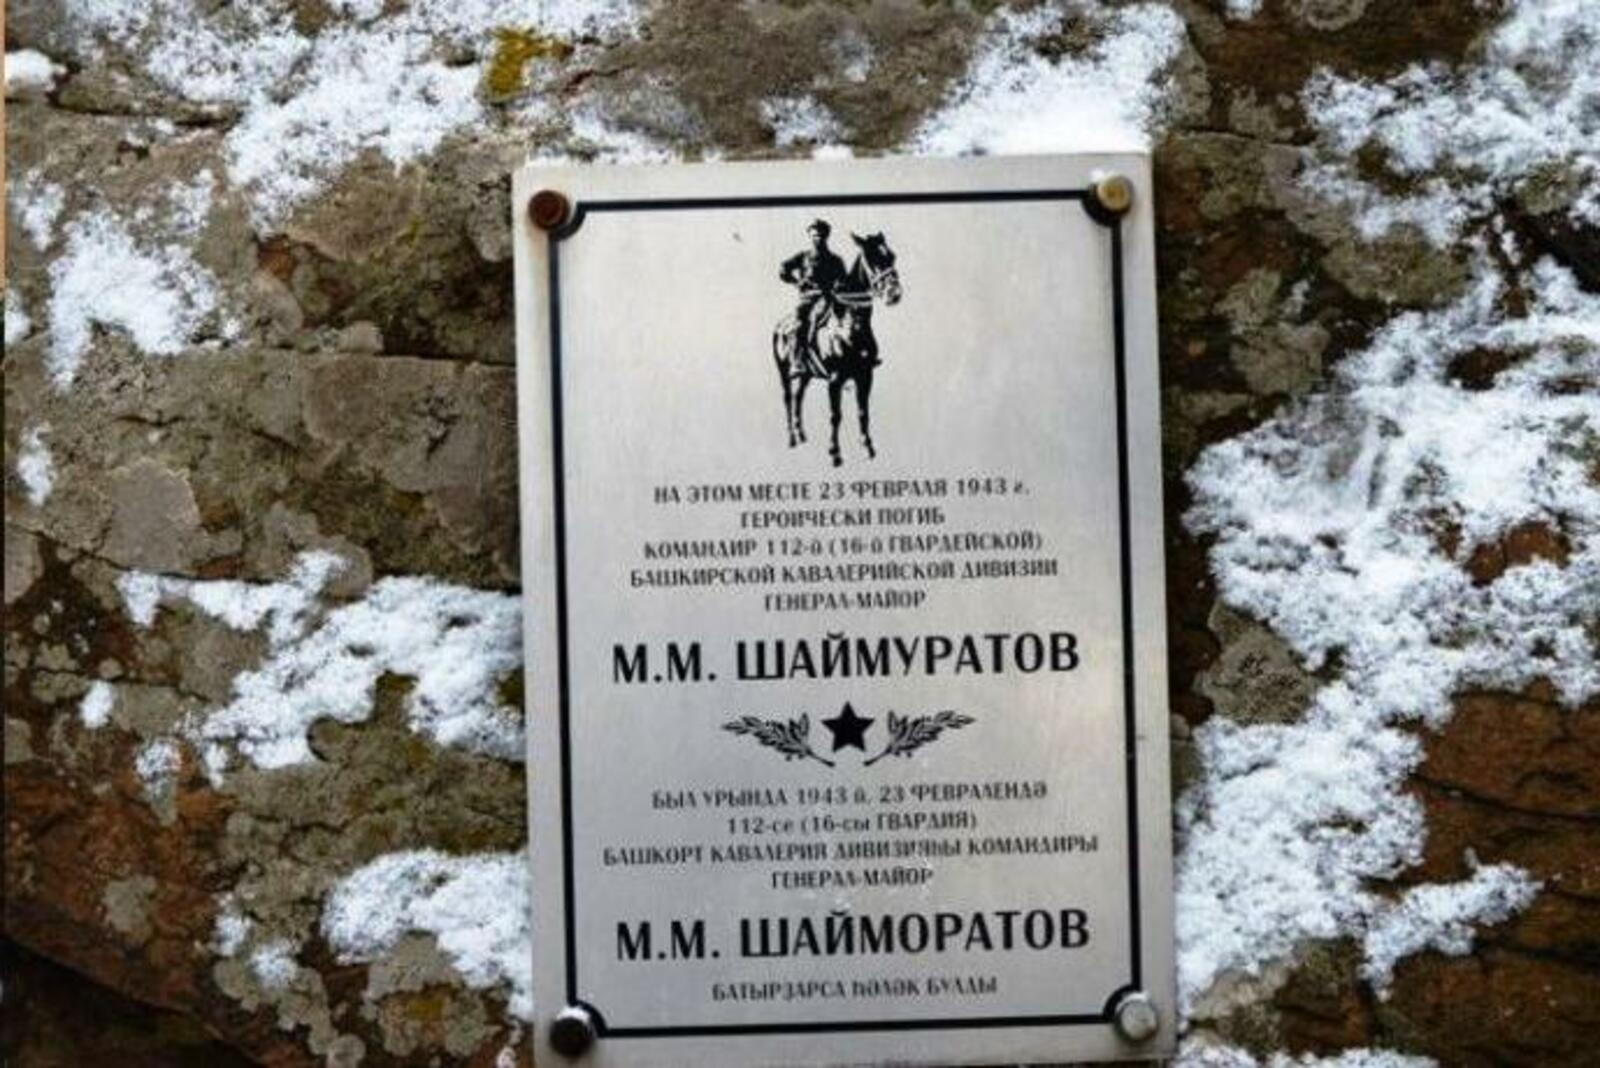 НА ЭТОМ МЕСТЕ 23 ФЕВРАЛЯ 1943 г.
ГЕРОИЧЕСКИ ПОГИБ
КОМАНДИР 112-й (16-й ГВАРДЕЙСКОЙ)
БАШКИРСКОЙ КАВАЛЕРИЙСКОЙ ДИВИЗИИ
ГЕНЕРАЛ-МАЙОР
М.М. ШАЙМУРАТОВ
БЫЛ УРЫНДА 1943 й. 23 ФЕВРАЛЕНДӘ
112-се (16-сы ГВАРДИЯ)
БАШКОРТ КАВАЛЕРИЯ ДИВИЗИЯҺЫ КОМАНДИРЫ
ГЕНЕРАЛ-МАЙОР
М.М. ШАЙМОРАТОВ
БАТЫРҘАРСА ҺӘЛӘК БУЛДЫ